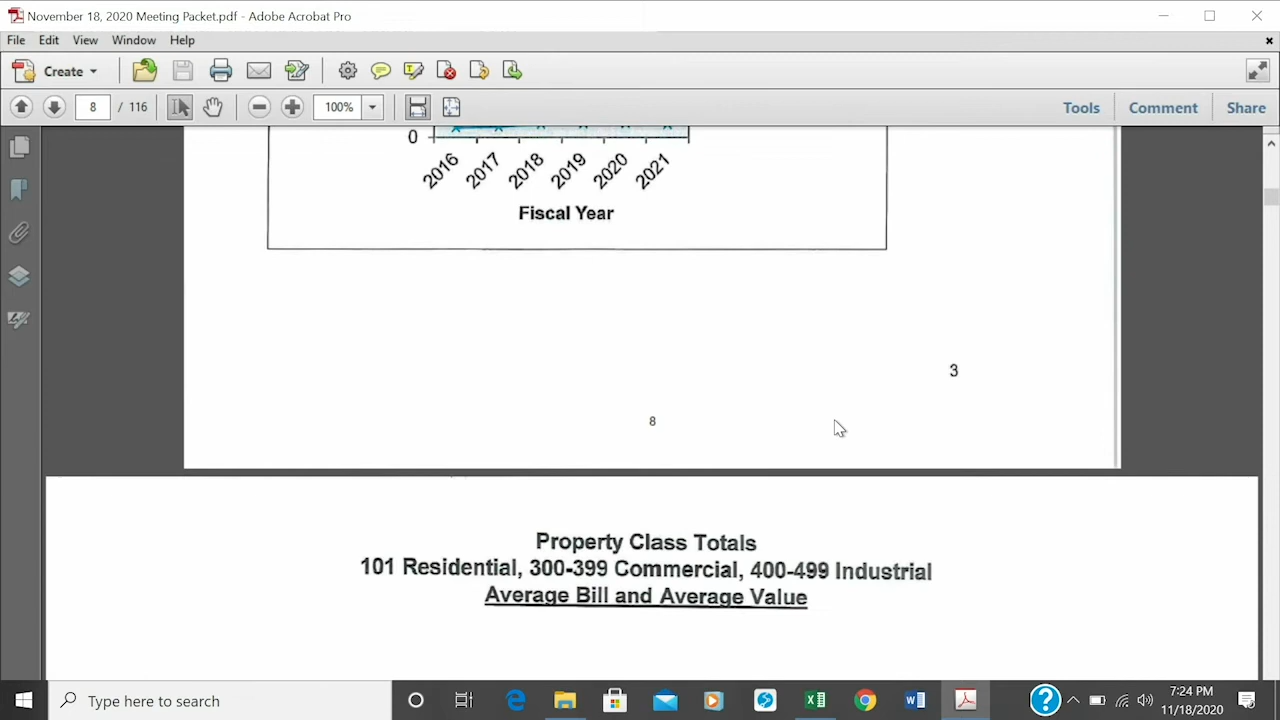 November 18, 2020 Meeting Packet.pdf - Adobe Acrobat Pro
File Edit View Window Help
Create
8 / 116 100% Tools Comment Share
0
2016 2017 2018 2019 2020 2021
Fiscal Year
3
8
Property Class Totals
101 Residential, 300-399 Commercial, 400-499 Industrial
Average Bill and Average Value
Type here to search
7:24 PM
11/18/2020